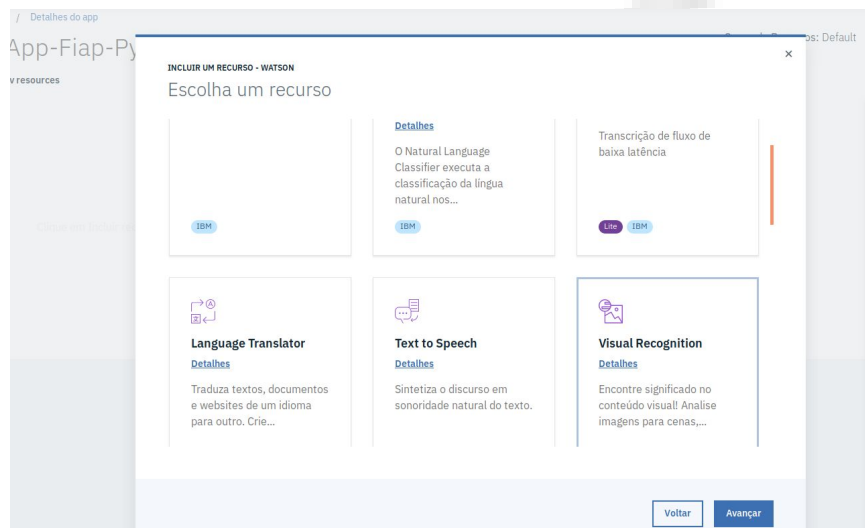 / Detalhes do app
App-Fiap-Py
os: Default
v resources
×
INCLUIR UM RECURSO - WATSON
Escolha um recurso
Detalhes
O Natural Language
Classifier executa a
classificação da língua
natural nos...
Transcrição de fluxo de
baixa latência
IBM
IBM
Lite
IBM
Language Translator
Detalhes
Traduza textos, documentos
e websites de um idioma
para outro. Crie...
Text to Speech
Detalhes
Sintetiza o discurso em
sonoridade natural do texto.
Visual Recognition
Detalhes
Encontre significado no
conteúdo visual! Analise
imagens para cenas,...
Voltar
Avançar